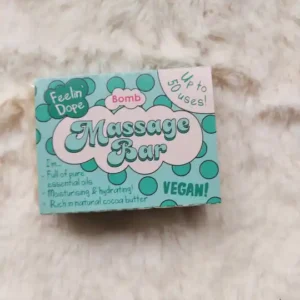 Feelin'
Dope
Bomb
Up to
50 uses!
Massage
Bar
I'm...
- Full of pure
essential oils
- Moisturising & hydrating!
- Rich in natural cocoa butter
VEGAN!